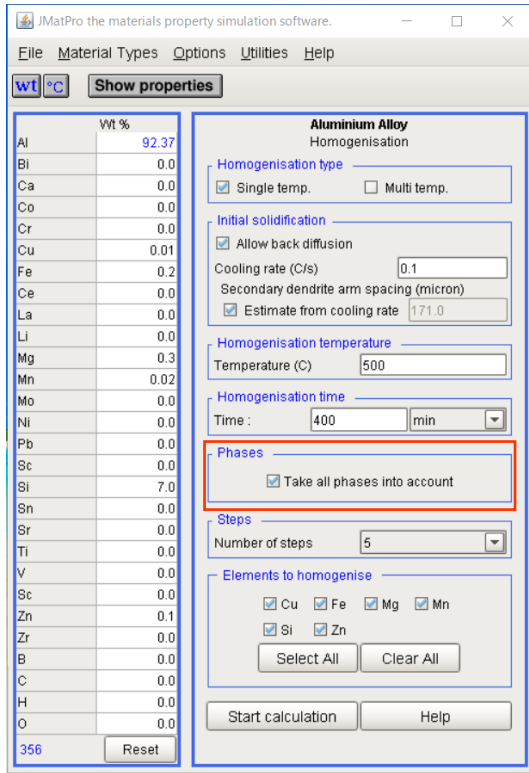 JMatPro the materials property simulation software.
File Material Types Options Utilities Help
wt °C Show properties
Wt %
Al 92.37
Bi 0.0
Ca 0.0
Co 0.0
Cr 0.0
Cu 0.01
Fe 0.2
Ce 0.0
La 0.0
Li 0.0
Mg 0.3
Mn 0.02
Mo 0.0
Ni 0.0
Pb 0.0
Sc 0.0
Si 7.0
Sn 0.0
Sr 0.0
Ti 0.0
V 0.0
Sc 0.0
Zn 0.1
Zr 0.0
B 0.0
C 0.0
H 0.0
O 0.0
356 Reset
Aluminium Alloy
Homogenisation
Homogenisation type
Single temp. Multi temp.
Initial solidification
Allow back diffusion
Cooling rate (C/s) 0.1
Secondary dendrite arm spacing (micron)
Estimate from cooling rate 171.0
Homogenisation temperature
Temperature (C) 500
Homogenisation time
Time : 400 min
Phases
Take all phases into account
Steps
Number of steps 5
Elements to homogenise
Cu Fe Mg Mn
Si Zn
Select All Clear All
Start calculation Help